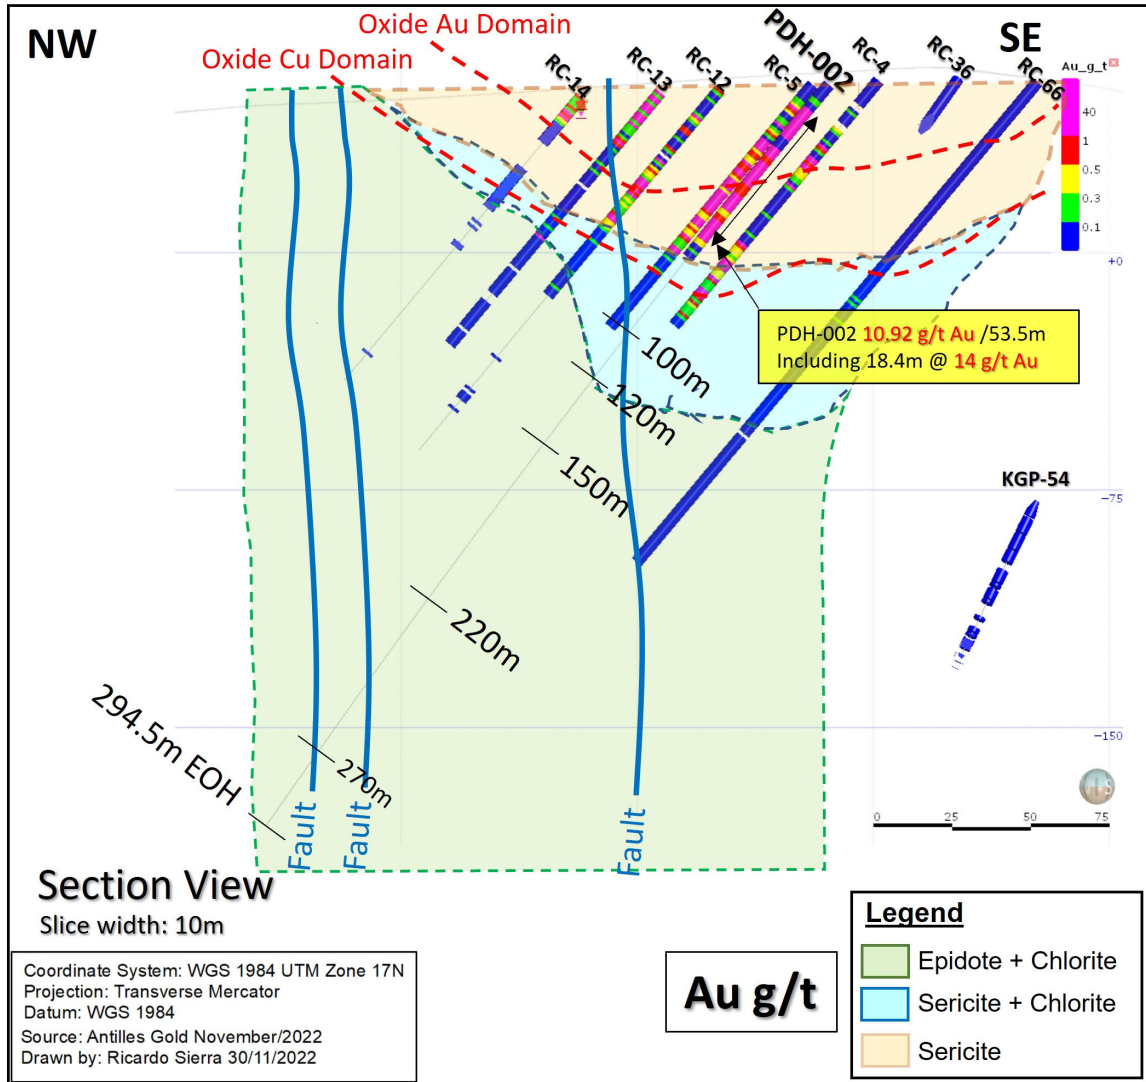 NW
Oxide Au Domain
Oxide Cu Domain
SE
RC-14
RC-13
RC-12
RC-5
PDH-002
RC-4
RC-36
RC-66
Au_g_t
40
1
0.5
0.3
0.1
+0
PDH-002 10.92 g/t Au /53.5m
Including 18.4m @ 14 g/t Au
100m
120m
150m
KGP-54
−75
220m
294.5m EOH
270m
−150
Fault
Fault
Fault
0
25
50
75
Section View
Slice width: 10m
Coordinate System: WGS 1984 UTM Zone 17N
Projection: Transverse Mercator
Datum: WGS 1984
Source: Antilles Gold November/2022
Drawn by: Ricardo Sierra 30/11/2022
Au g/t
Legend
Epidote + Chlorite
Sericite + Chlorite
Sericite